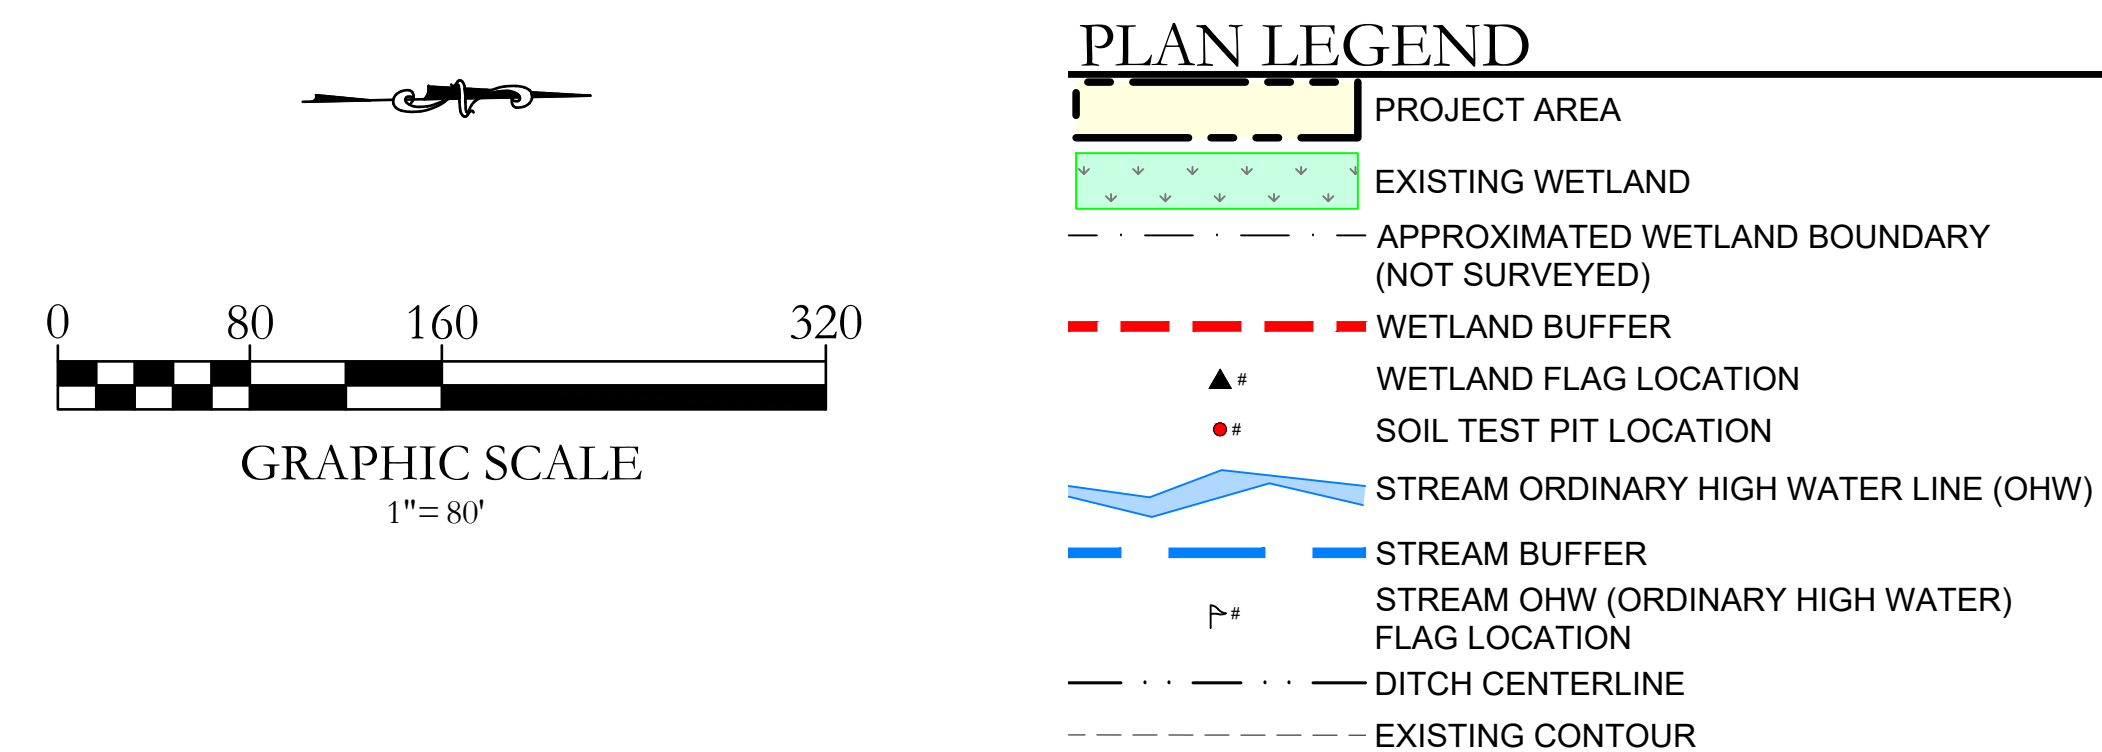 0 80 160 320
GRAPHIC SCALE
1"= 80'
PLAN LEGEND
PROJECT AREA
EXISTING WETLAND
APPROXIMATED WETLAND BOUNDARY
(NOT SURVEYED)
WETLAND BUFFER
# WETLAND FLAG LOCATION
# SOIL TEST PIT LOCATION
STREAM ORDINARY HIGH WATER LINE (OHW)
STREAM BUFFER
# STREAM OHW (ORDINARY HIGH WATER)
FLAG LOCATION
DITCH CENTERLINE
EXISTING CONTOUR